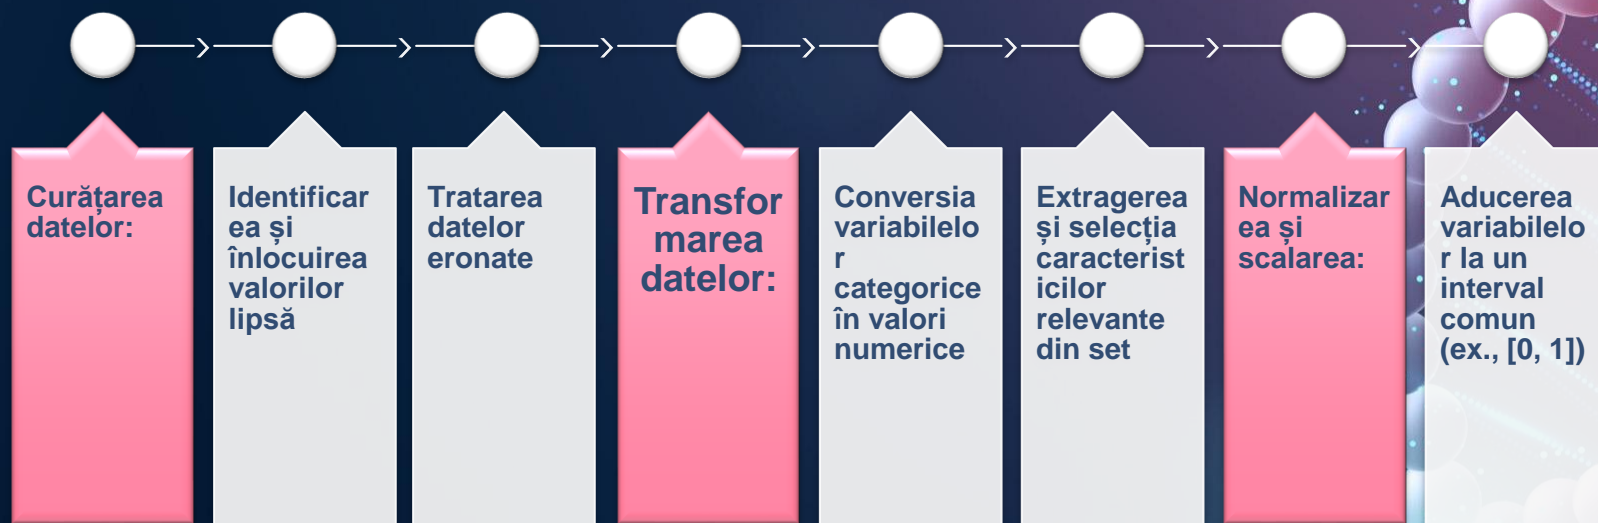 Curățarea
datelor:
Identificar
ea și
înlocuirea
valorilor
lipsă
Tratarea
datelor
eronate
Transfor
marea
datelor:
Conversia
variabilelo
r
categorice
în valori
numerice
Extragerea
și selecția
caracterist
icilor
relevante
din set
Normalizar
ea și
scalarea:
Aducerea
variabilelo
r la un
interval
comun
(ex., [0, 1])